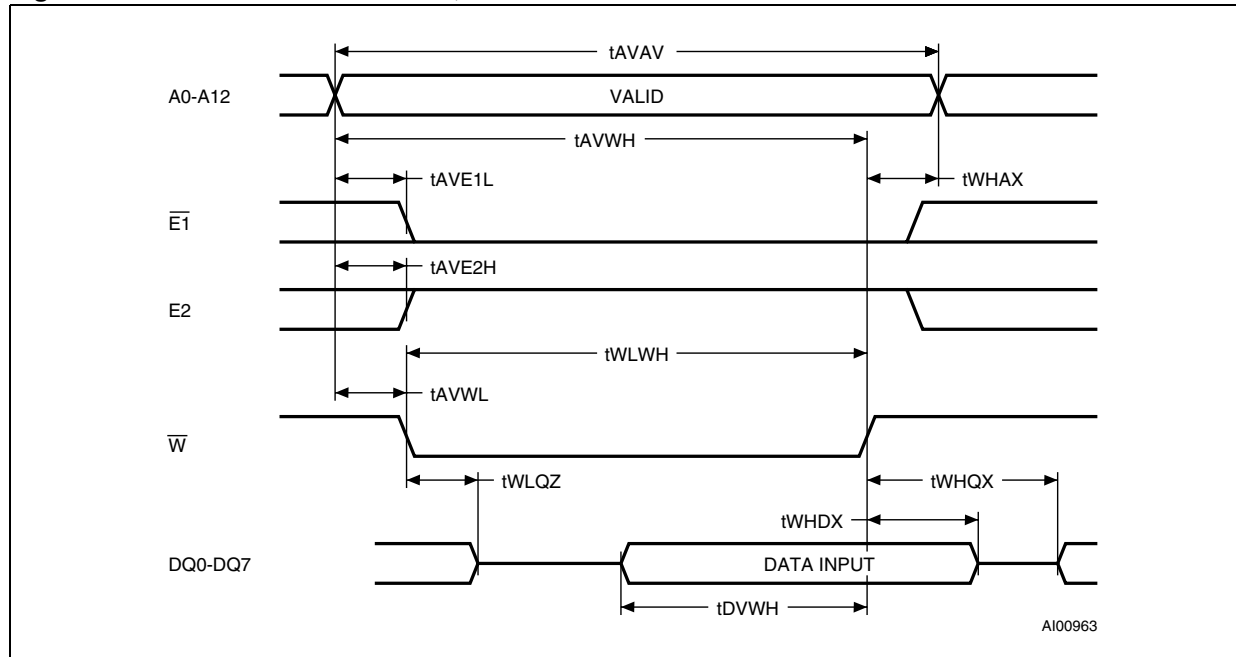 tAVAV
A0-A12
VALID
tAVWH
tAVE1L
tWHAX
E1
tAVE2H
E2
tWLWH
tAVWL
W
tWLQZ
tWHQX
tWHDX
DQ0-DQ7
DATA INPUT
tDVWH
AI00963